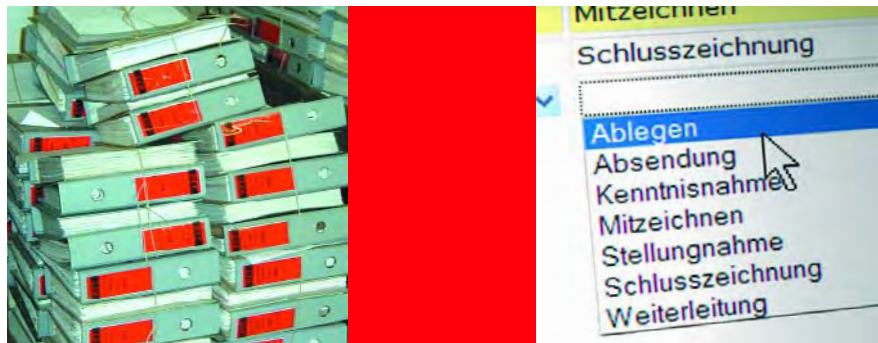 Mitzeichnen
Schlusszeichnung
Ablegen
Absendung
Kenntnisnahme
Mitzeichnen
Stellungnahme
Schlusszeichnung
Weiterleitung